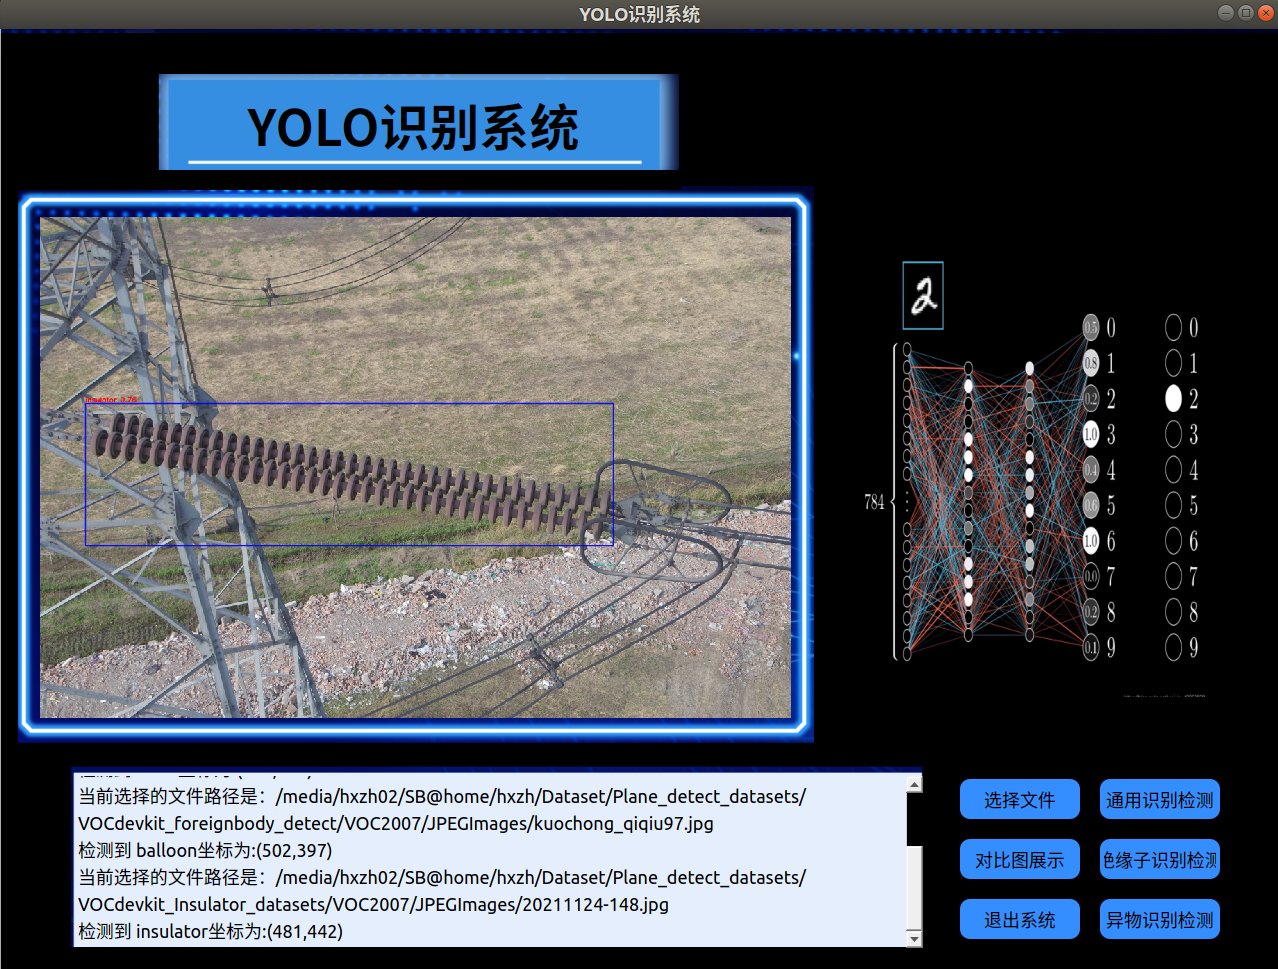 YOLO识别系统
YOLO识别系统
insulator 0.76
784
0.5 0
0.8 1
0.2 2
1.0 3
0.4 4
0.6 5
1.0 6
0.0 7
0.2 8
0.1 9
0
1
2
3
4
5
6
7
8
9
2
当前选择的文件路径是：/media/hxzh02/SB@home/hxzh/Dataset/Plane_detect_datasets/
VOCdevkit_foreignbody_detect/VOC2007/JPEGImages/kuochong_qiqiu97.jpg
检测到 balloon坐标为:(502,397)
当前选择的文件路径是：/media/hxzh02/SB@home/hxzh/Dataset/Plane_detect_datasets/
VOCdevkit_Insulator_datasets/VOC2007/JPEGImages/20211124-148.jpg
检测到 insulator坐标为:(481,442)
选择文件
通用识别检测
对比图展示
绝缘子识别检测
退出系统
异物识别检测